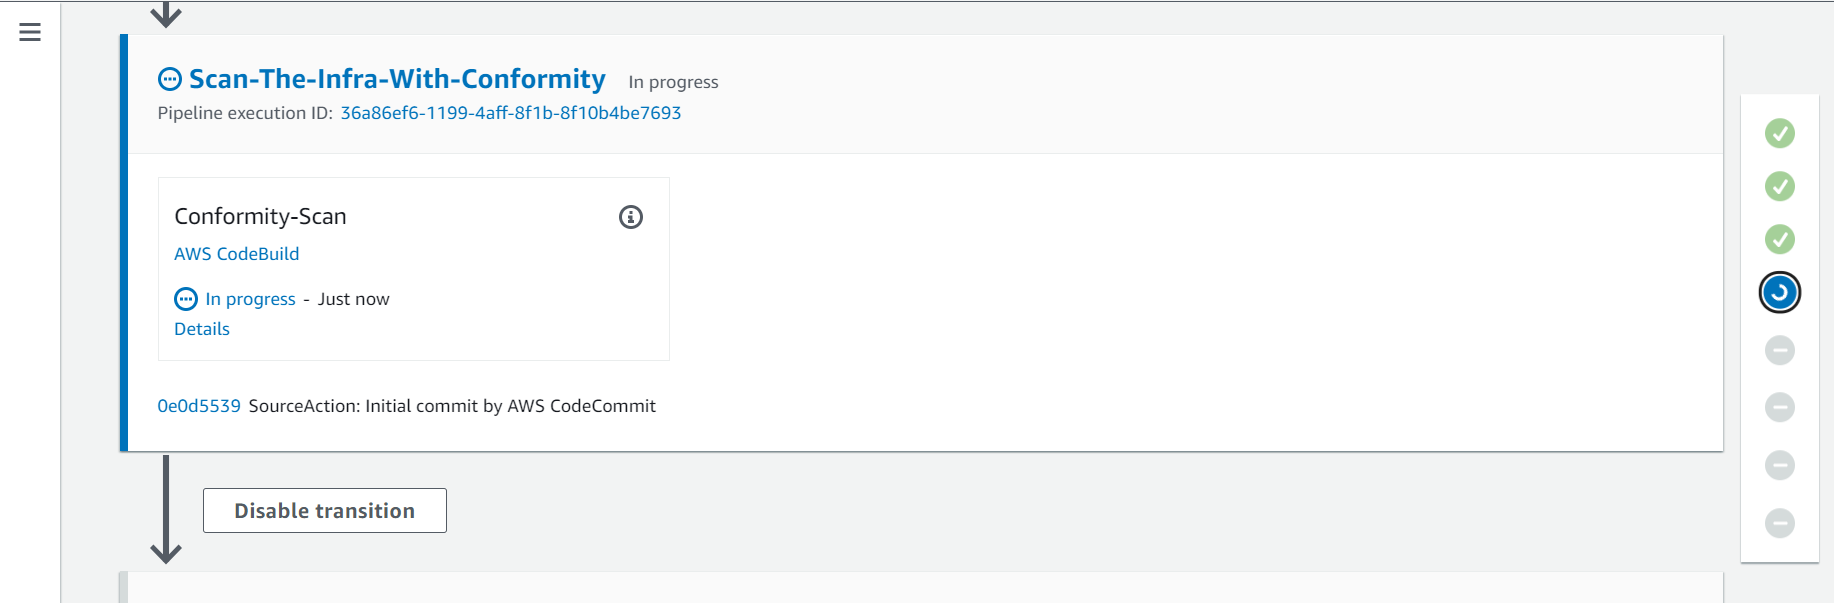 Scan-The-Infra-With-Conformity In progress
Pipeline execution ID: 36a86ef6-1199-4aff-8f1b-8f10b4be7693
Conformity-Scan
AWS CodeBuild
In progress - Just now
Details
0e0d5539 SourceAction: Initial commit by AWS CodeCommit
Disable transition